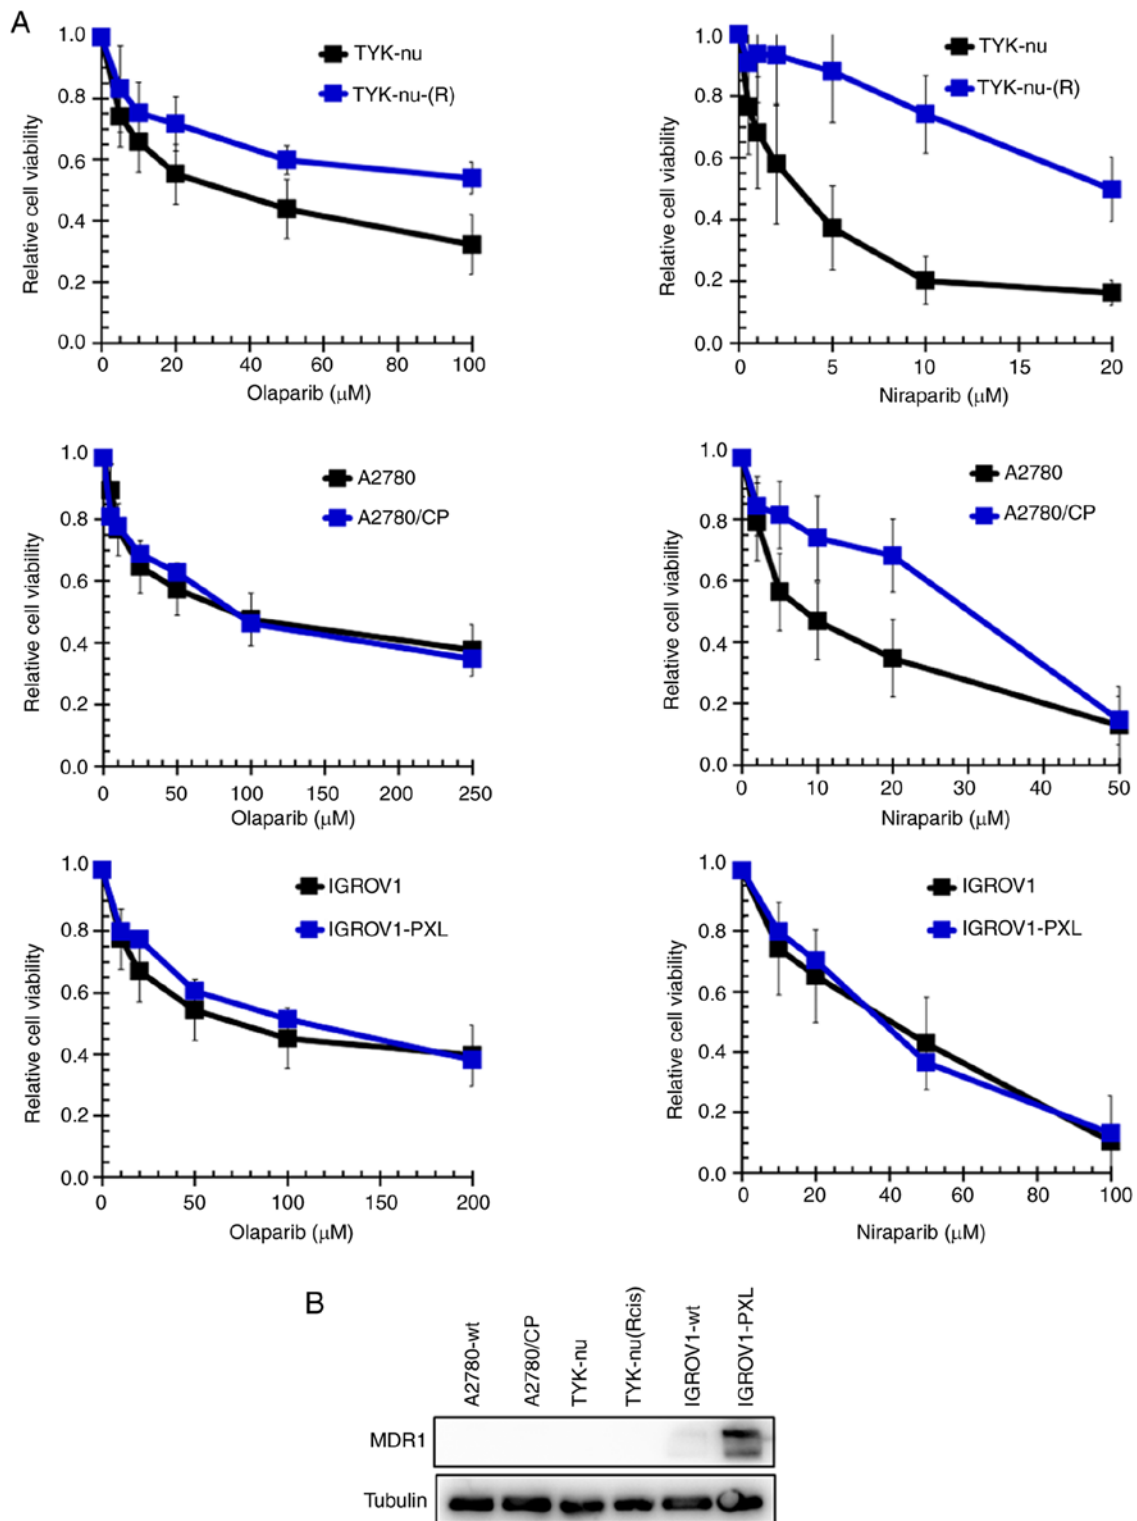 A
TYK-nu
TYK-nu-(R)
Relative cell viability
1.0
0.8
0.6
0.4
0.2
0.0
0 20 40 60 80 100
Olaparib (µM)
TYK-nu
TYK-nu-(R)
Relative cell viability
1.0
0.8
0.6
0.4
0.2
0.0
0 5 10 15 20
Niraparib (µM)
A2780
A2780/CP
Relative cell viability
1.0
0.8
0.6
0.4
0.2
0.0
0 50 100 150 200 250
Olaparib (µM)
A2780
A2780/CP
Relative cell viability
1.0
0.8
0.6
0.4
0.2
0.0
0 10 20 30 40 50
Niraparib (µM)
IGROV1
IGROV1-PXL
Relative cell viability
1.0
0.8
0.6
0.4
0.2
0.0
0 50 100 150 200
Olaparib (µM)
IGROV1
IGROV1-PXL
Relative cell viability
1.0
0.8
0.6
0.4
0.2
0.0
0 20 40 60 80 100
Niraparib (µM)
B
A2780-wt
A2780/CP
TYK-nu
TYK-nu(Rcis)
IGROV1-wt
IGROV1-PXL
MDR1
Tubulin